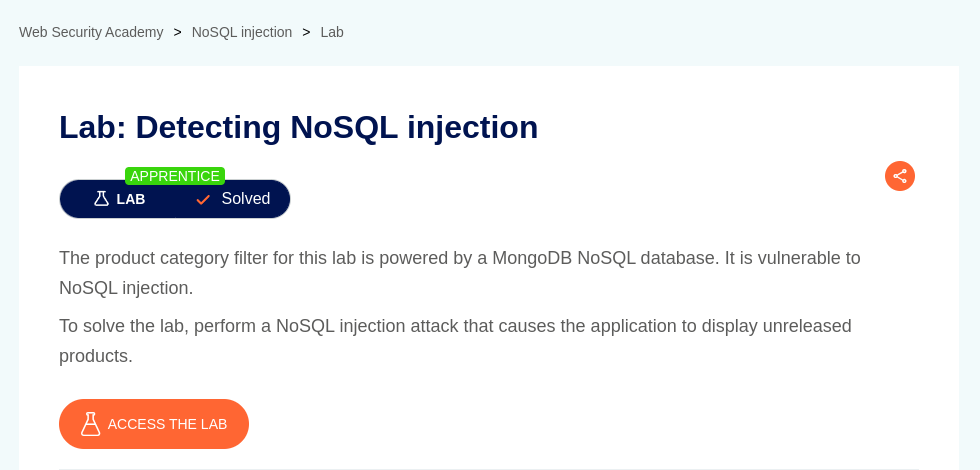 Web Security Academy > NoSQL injection > Lab
Lab: Detecting NoSQL injection
APPRENTICE
LAB Solved
The product category filter for this lab is powered by a MongoDB NoSQL database. It is vulnerable to
NoSQL injection.
To solve the lab, perform a NoSQL injection attack that causes the application to display unreleased
products.
ACCESS THE LAB